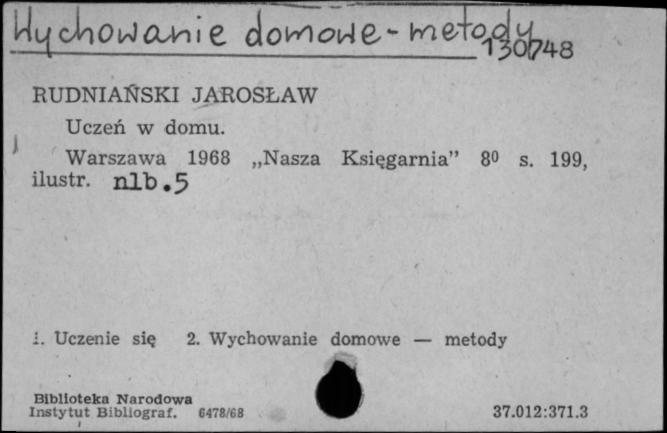 Wychowanie domowe - metody
130748
RUDNIAŃSKI JAROSŁAW
Uczeń w domu.
Warszawa 1968 „Nasza Księgarnia” 8⁰ s. 199,
ilustr. nlb.5
1. Uczenie się 2. Wychowanie domowe — metody
Biblioteka Narodowa
Instytut Bibliograf. 6478/68
37.012:371.3